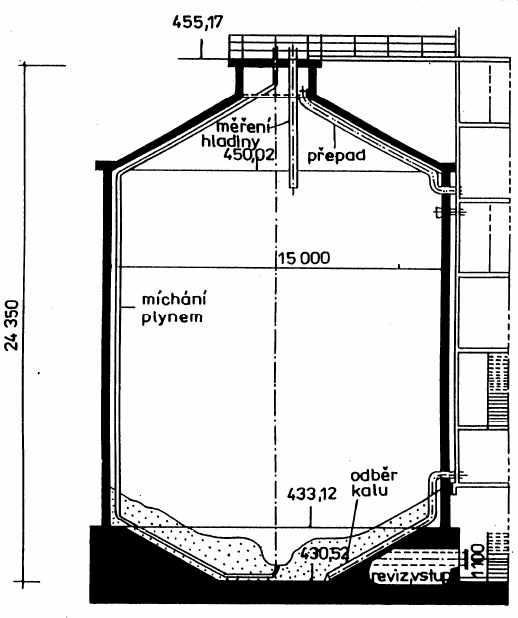 455,17
měření
hladiny
450,02
přepad
15 000
míchání
plynem
24 350
odběr
kalu
433,12
430,52
reviz.vstup
1100